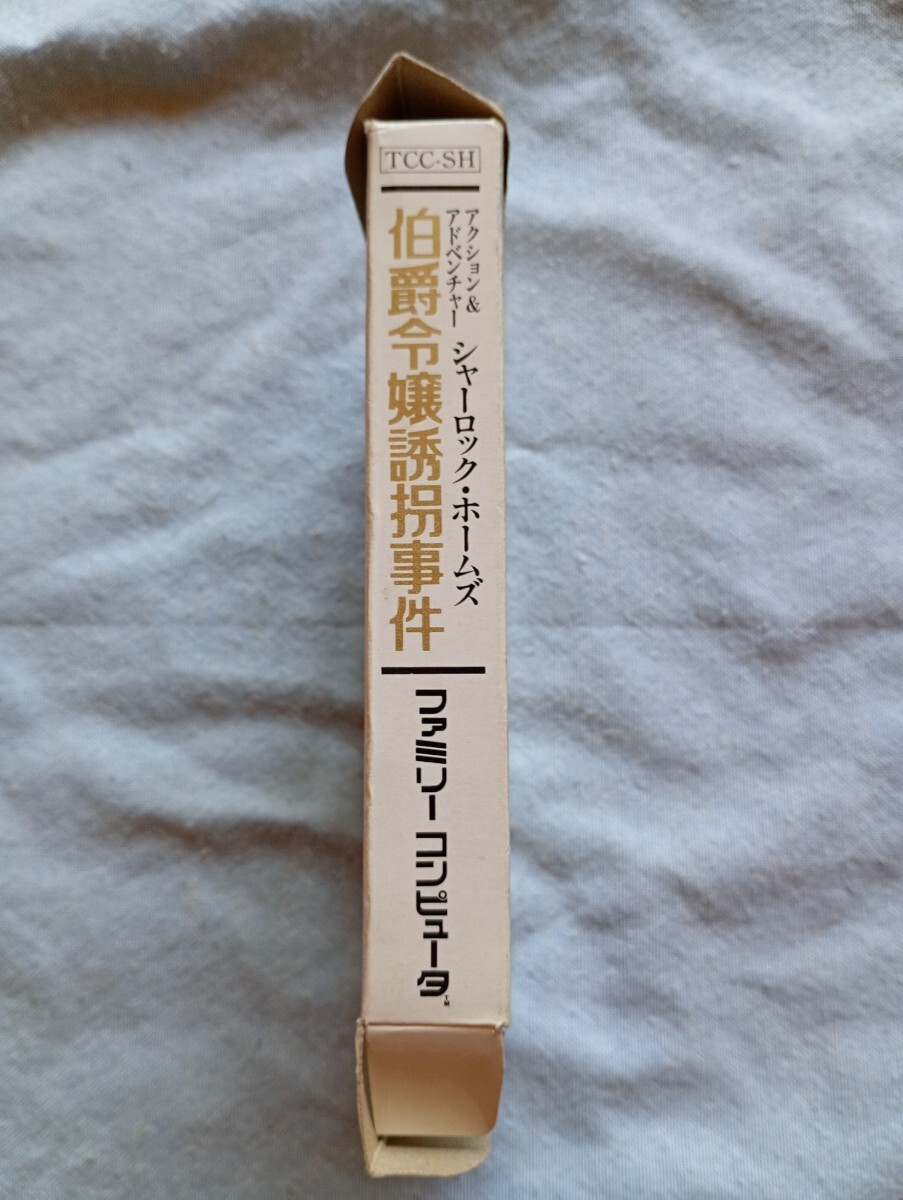 TCC-SH
アクション&
アドベンチャー
シャーロック・ホームズ
伯爵令嬢誘拐事件
ファミリーコンピュータ
TM